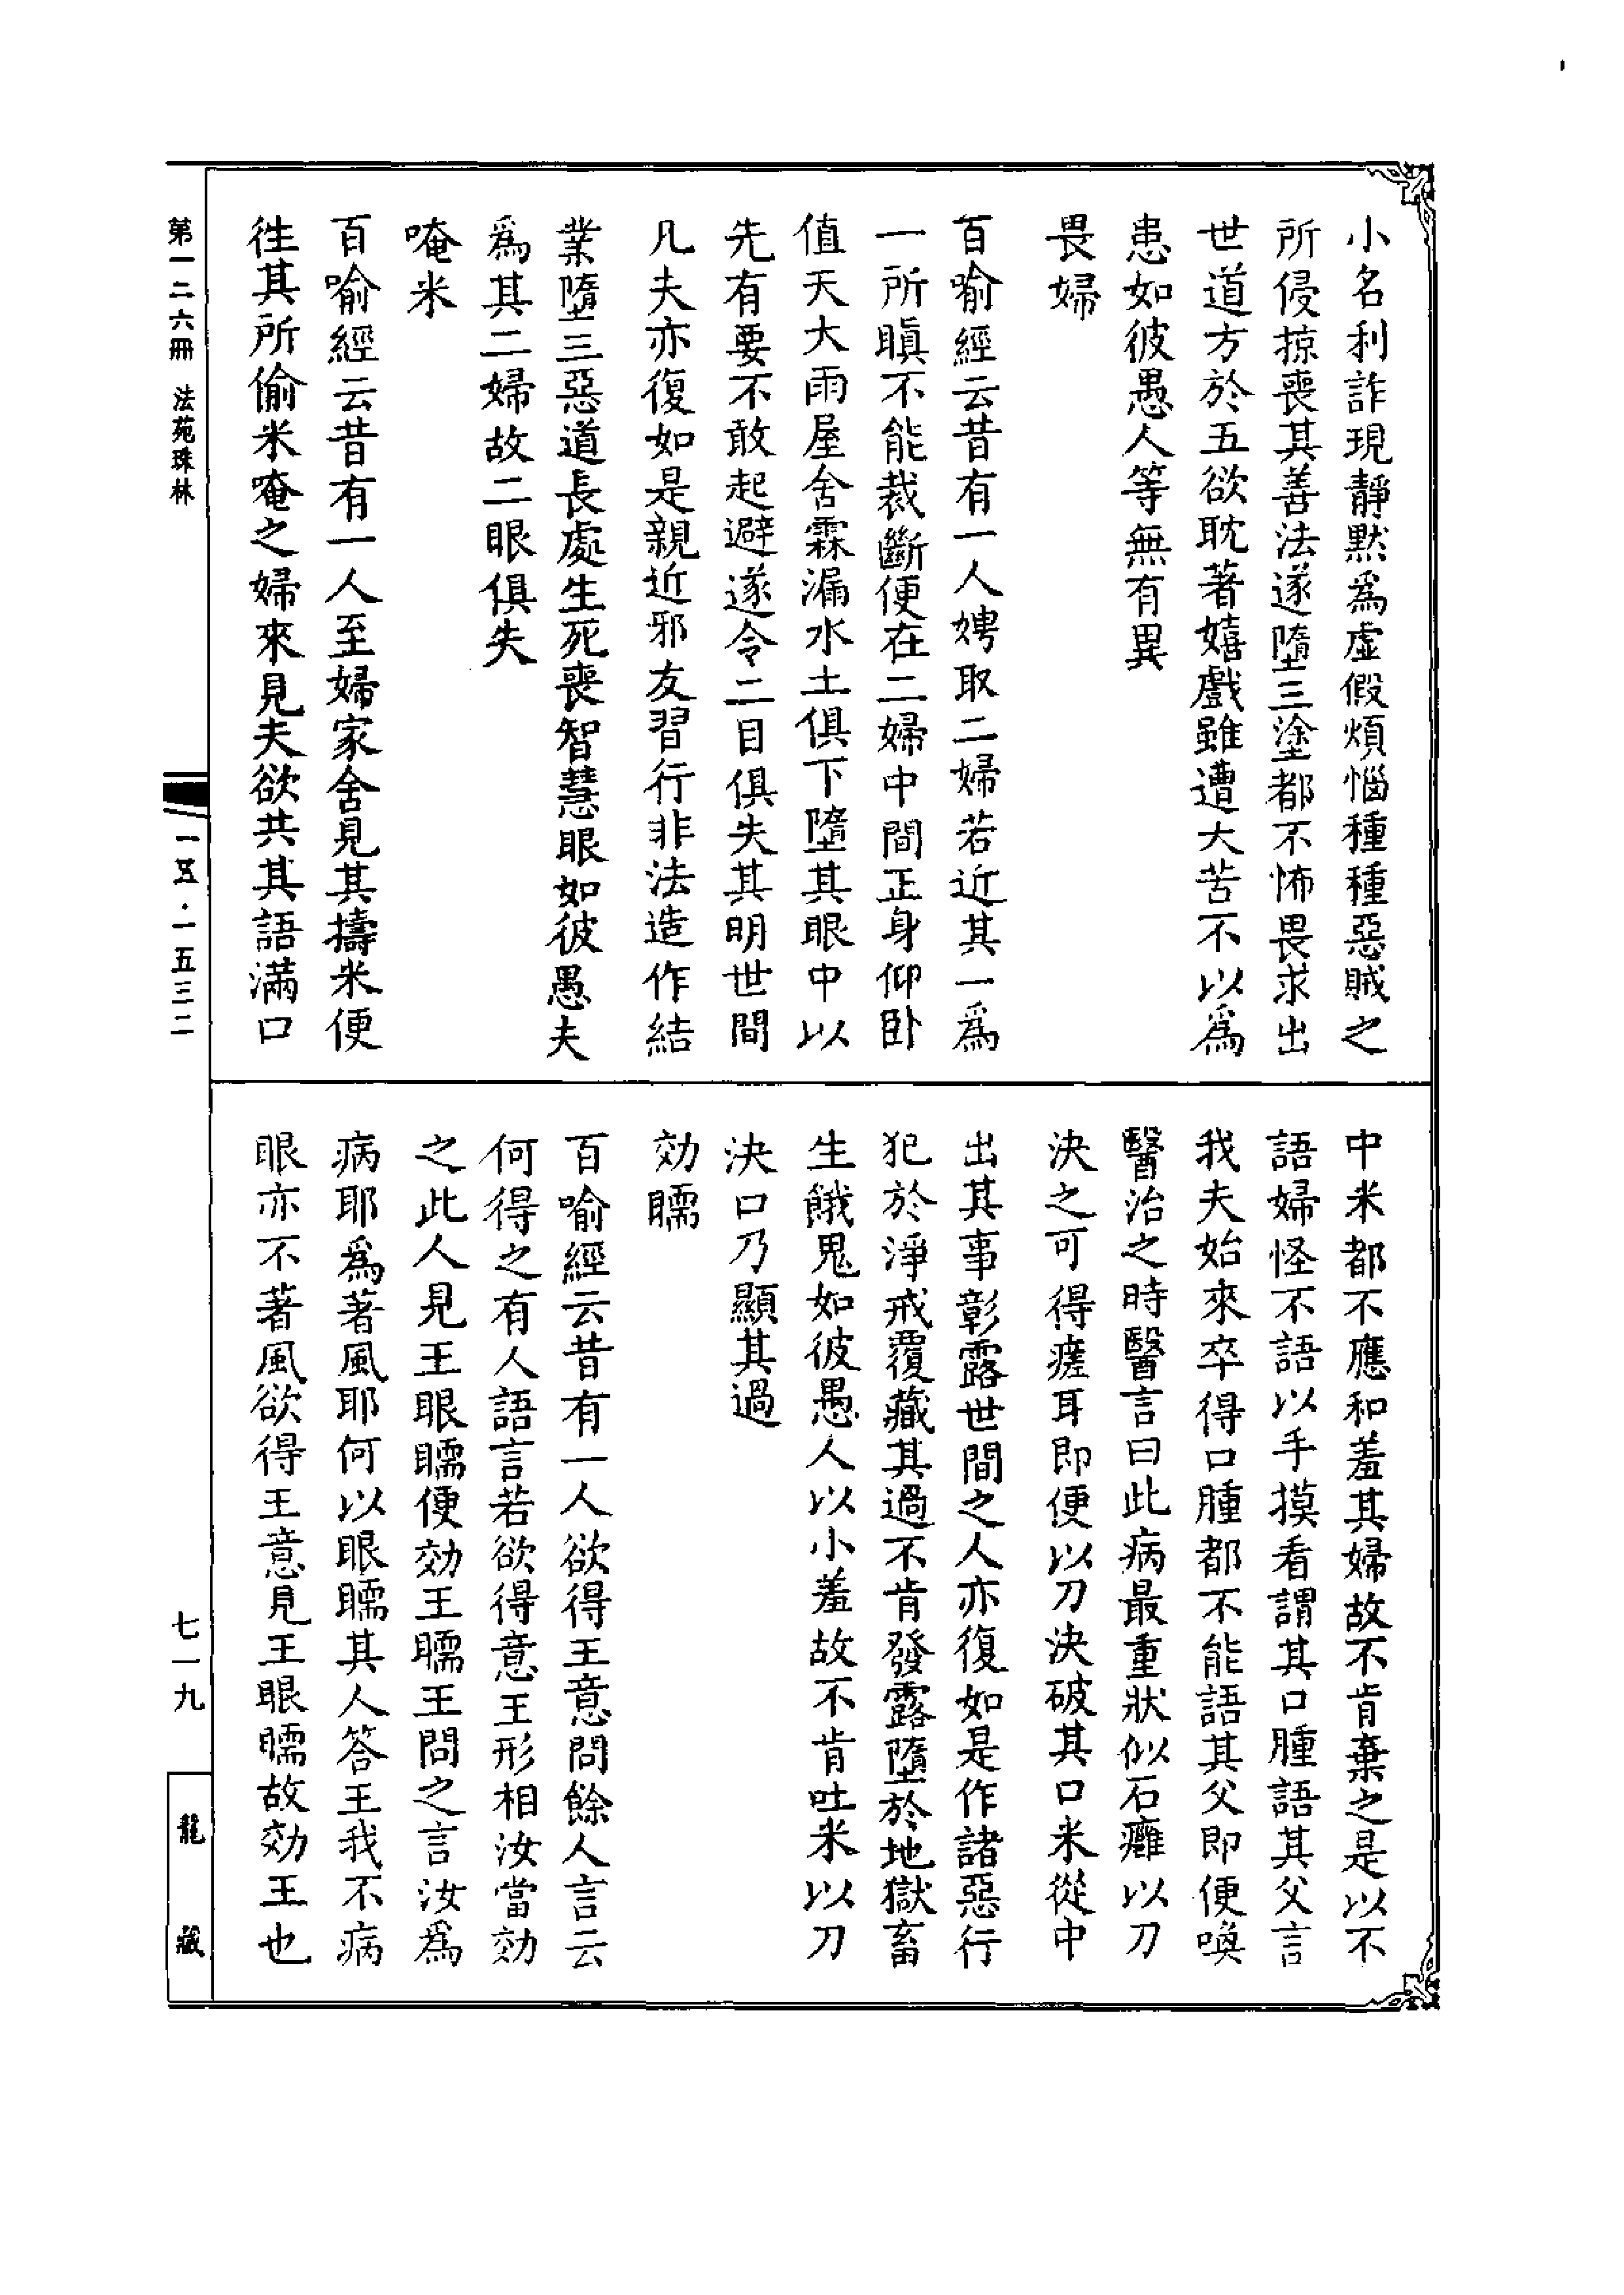 小名利詐現靜默爲虛假煩惱種種惡賊之
所侵掠喪其善法遂墮三塗都不怖畏求出
世道方於五欲耽著嬉戲雖遭大苦不以爲
患如彼愚人等無有異
畏婦
百喻經云昔有一人娉取二婦若近其一爲
一所瞋不能裁斷便在二婦中間正身仰卧
值天大雨屋舍霖漏水土俱下墮其眼中以
先有要不敢起避遂令二目俱失其明世間
凡夫亦復如是親近邪友習行非法造作結
業墮三惡道長處生死喪智慧眼如彼愚夫
爲其二婦故二眼俱失
唵米
百喻經云昔有一人至婦家舍見其擣米便
徃其所偷米唵之婦來見夫欲共其語滿口
中米都不應和羞其婦故不肯棄之是以不
語婦怪不語以手摸看謂其口腫語其父言
我夫始來卒得口腫都不能語其父即便喚
醫治之時醫言曰此病最重狀似石癰以刀
決之可得瘥耳即便以刀決破其口米從中
出其事彰露世間之人亦復如是作諸惡行
犯於淨戒覆藏其過不肯發露墮於地獄畜
生餓鬼如彼愚人以小羞故不肯吐米以刀
決口乃顯其過
効瞤
百喻經云昔有一人欲得王意問餘人言云
何得之有人語言若欲得意王形相汝當効
之此人見王眼瞤便効王瞤王問之言汝爲
病耶爲著風耶何以眼瞤其人答王我不病
眼亦不著風欲得王意見王眼瞤故効王也
第一二六冊 法苑珠林
一五·一五三二
七一九
龍藏